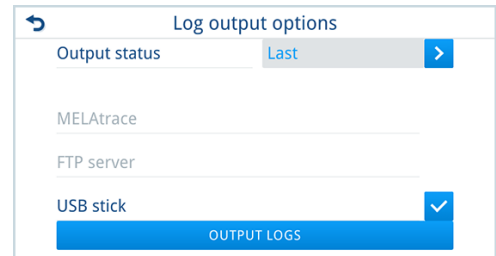 Log output options
Output status Last
MELAtrace
FTP server
USB stick
OUTPUT LOGS